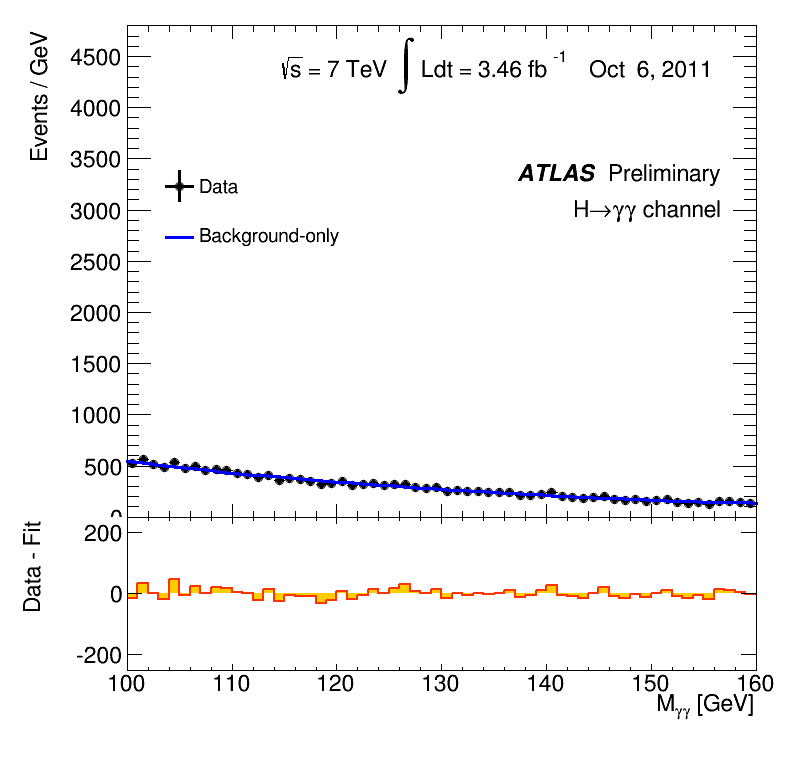 4500
4000
3500
3000
2500
2000
1500
1000
500
0
Events / GeV
√s = 7 TeV ∫ Ldt = 3.46 fb⁻¹ Oct 6, 2011
ATLAS Preliminary
H→γγ channel
Data
Background-only
200
0
-200
Data - Fit
100 110 120 130 140 150 160
Mγγ [GeV]